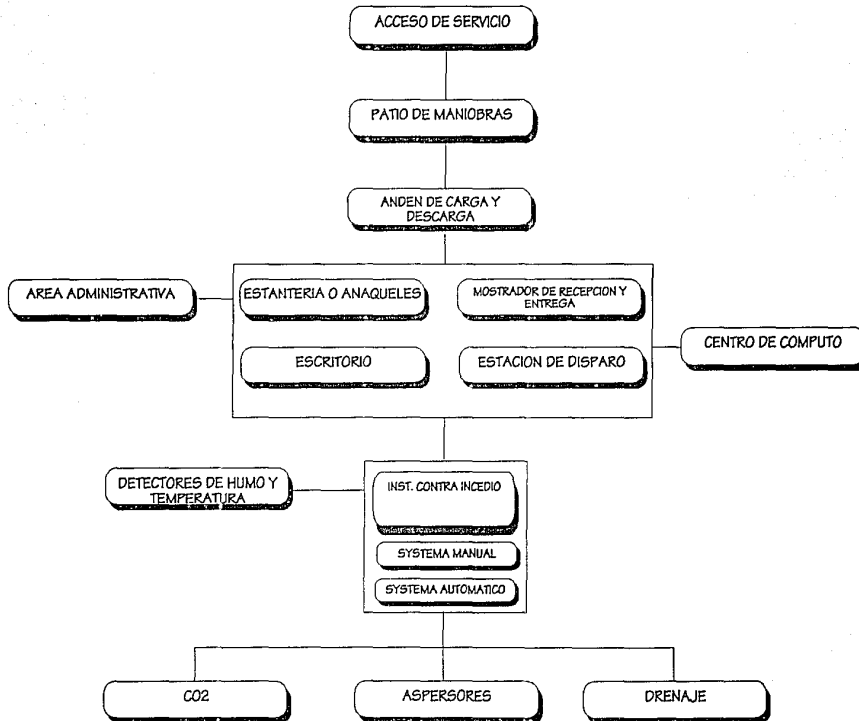 ACCESO DE SERVICIO
PATIO DE MANIOBRAS
ANDEN DE CARGA Y
DESCARGA
AREA ADMINISTRATIVA
ESTANTERIA O ANAQUELES
MOSTRADOR DE RECEPCION Y
ENTREGA
CENTRO DE COMPUTO
ESCRITORIO
ESTACION DE DISPARO
DETECTORES DE HUMO Y
TEMPERATURA
INST. CONTRA INCEDIO
SYSTEMA MANUAL
SYSTEMA AUTOMATICO
CO2
ASPERSORES
DRENAJE